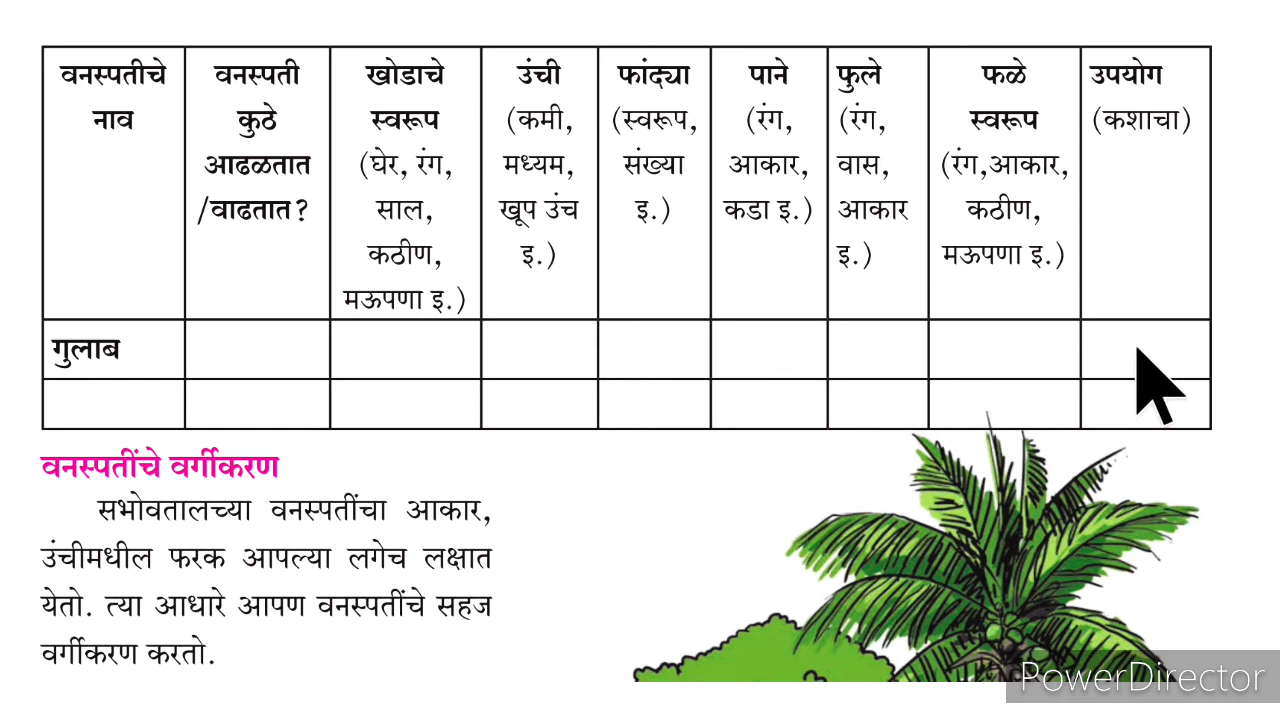 वनस्पतीचे नाव
वनस्पती कुठे आढळतात /वाढतात?
खोडाचे स्वरूप (घेर, रंग, साल, कठीण, मऊपणा इ.)
उंची (कमी, मध्यम, खूप उंच इ.)
फांद्या (स्वरूप, संख्या इ.)
पाने (रंग, आकार, कडा इ.)
फुले (रंग, वास, आकार इ.)
फळे स्वरूप (रंग,आकार, कठीण, मऊपणा इ.)
उपयोग (कशाचा)
गुलाब
वनस्पतींचे वर्गीकरण
सभोवतालच्या वनस्पतींचा आकार,
उंचीमधील फरक आपल्या लगेच लक्षात
येतो. त्या आधारे आपण वनस्पतींचे सहज
वर्गीकरण करतो.
PowerDirector